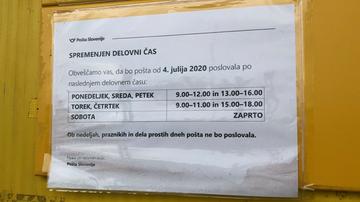 Pošta Slovenije
SPREMENJEN DELOVNI ČAS
Obveščamo vas, da bo pošta od 4. julija 2020 poslovala po
naslednjem delovnem času:
PONEDELJEK, SREDA, PETEK 9.00–12.00 in 13.00–16.00
TOREK, ČETRTEK 9.00–11.00 in 15.00–18.00
SOBOTA ZAPRTO
Ob nedeljah, praznikih in dela prostih dneh pošta ne bo poslovala.
Pošta Slovenije